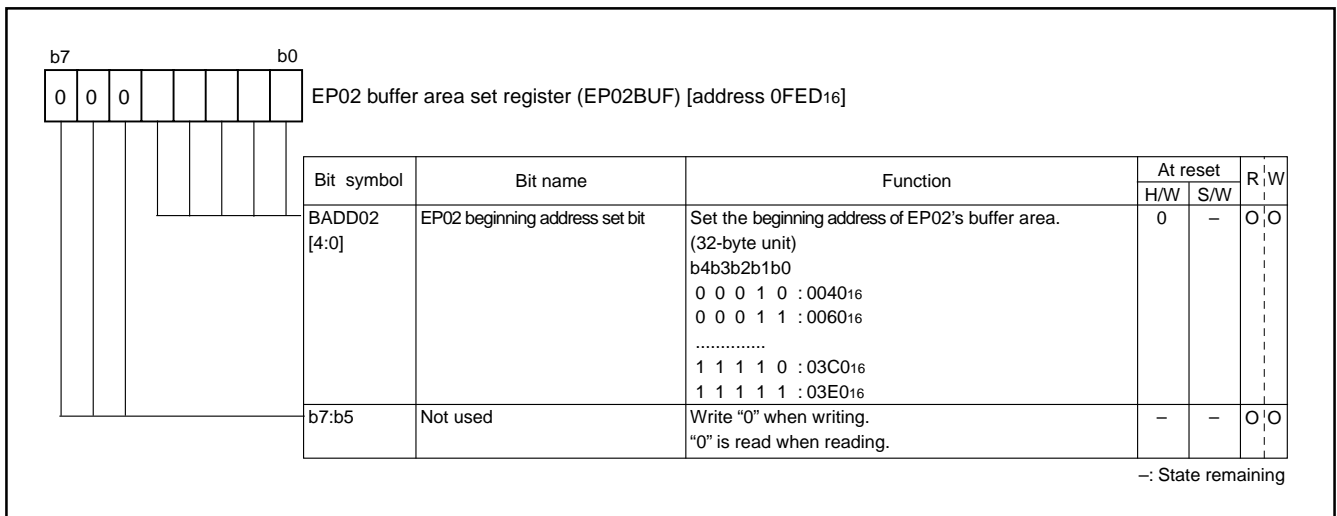 b7 b0
0 0 0 EP02 buffer area set register (EP02BUF) [address 0FED16]
Bit symbol Bit name Function At reset R W
H/W S/W
BADD02 EP02 beginning address set bit Set the beginning address of EP02's buffer area. 0 – O O
[4:0] (32-byte unit)
b4b3b2b1b0
0 0 0 1 0 : 004016
0 0 0 1 1 : 006016
..............
1 1 1 1 0 : 03C016
1 1 1 1 1 : 03E016
b7:b5 Not used Write “0” when writing. – – O O
“0” is read when reading.
–: State remaining